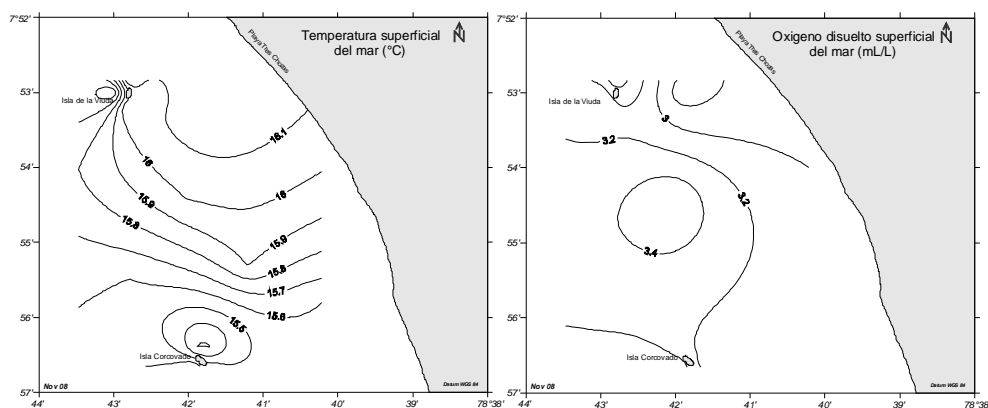 7°52'
Temperatura superficial
del mar (°C)
N
Playa Tres Chozas
53'
Isla de la Viuda
16.1
54'
16
16
15.9
15.8
55'
15.9
15.8
15.7
15.6
56'
15.5
Isla Corcovado
Nov 08
Datum WGS 84
57'
44'
43'
42'
41'
40'
39'
78°38'
7°52'
Oxigeno disuelto superficial
del mar (mL/L)
N
Playa Tres Chozas
53'
Isla de la Viuda
3
3.2
54'
3.2
3.4
55'
56'
Isla Corcovado
Nov 08
Datum WGS 84
57'
44'
43'
42'
41'
40'
39'
78°38'